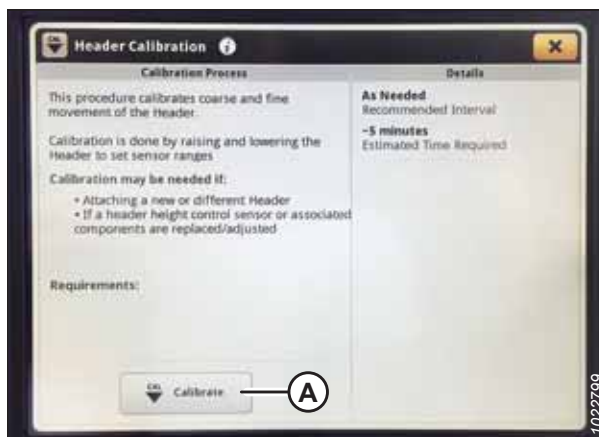 CAL
Header Calibration i
Calibration Process
This procedure calibrates coarse and fine
movement of the Header.
Calibration is done by raising and lowering the
Header to set sensor ranges
Calibration may be needed if:
• Attaching a new or different Header
• If a header height control sensor or associated
components are replaced/adjusted
Requirements:
CAL
Calibrate
A
Details
As Needed
Recommended Interval
~5 minutes
Estimated Time Required
1022799